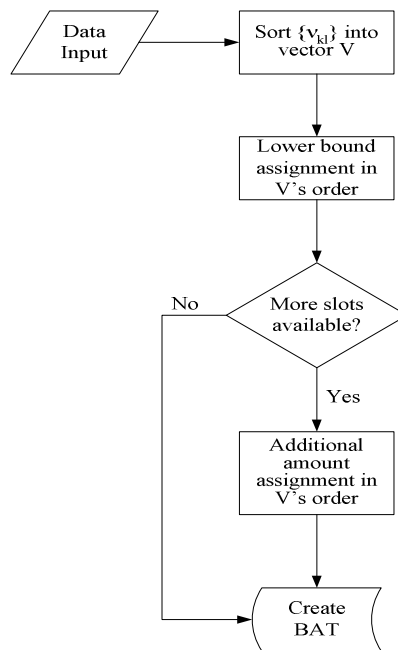 Data
Input
Sort {v_kl} into
vector V
Lower bound
assignment in
V's order
No
More slots
available?
Yes
Additional
amount
assignment in
V's order
Create
BAT